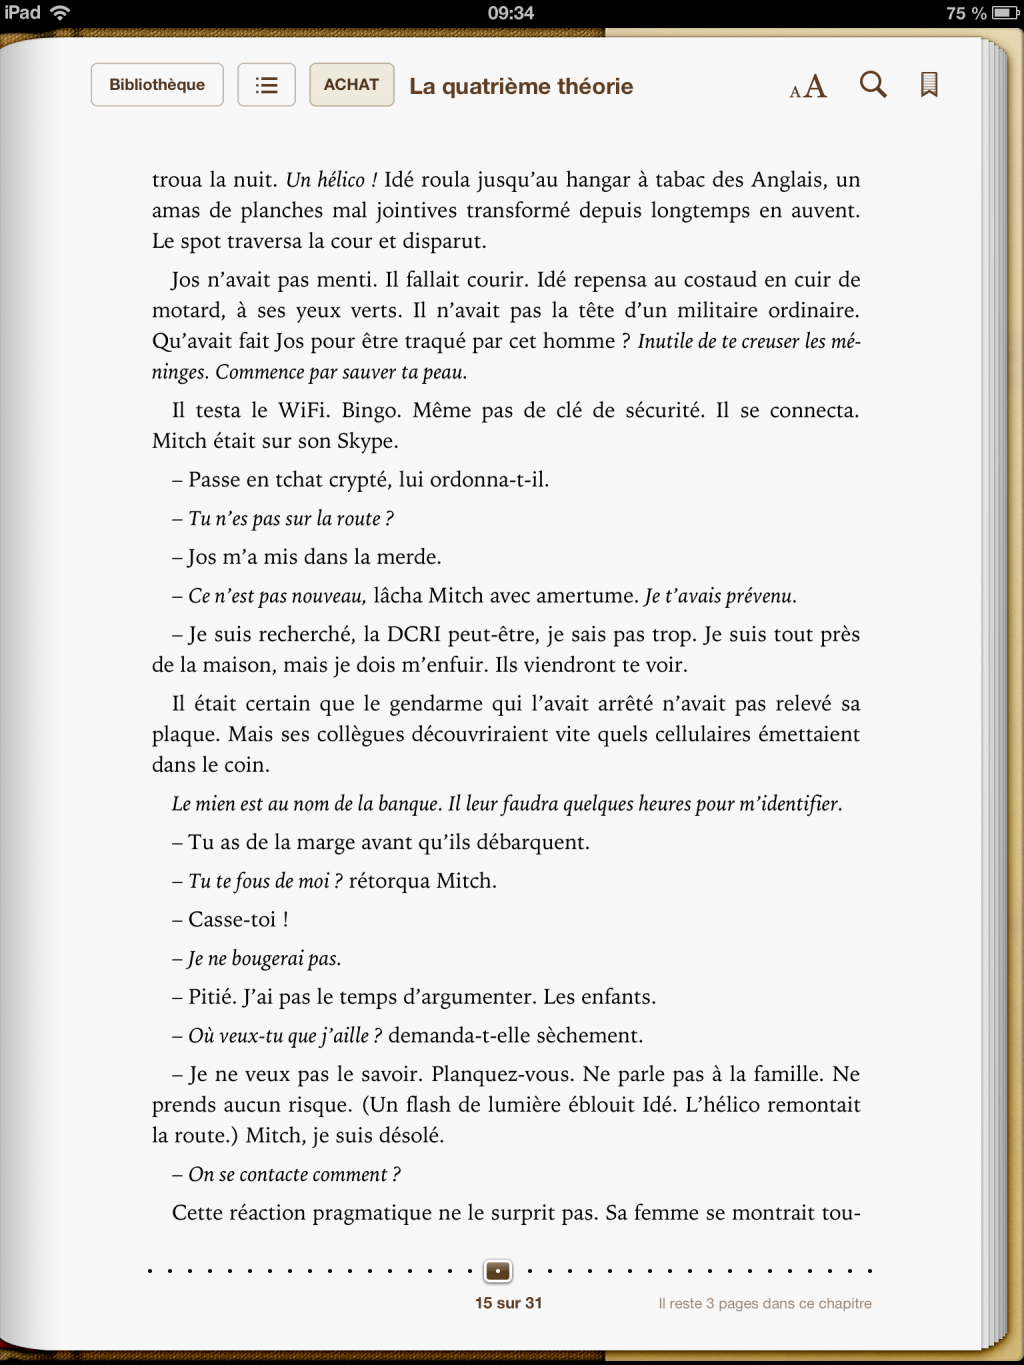 iPad
09:34
75 %
Bibliothèque
ACHAT
La quatrième théorie
AA
troua la nuit. Un hélico ! Idé roula jusqu’au hangar à tabac des Anglais, un
amas de planches mal jointives transformé depuis longtemps en auvent.
Le spot traversa la cour et disparut.
Jos n’avait pas menti. Il fallait courir. Idé repensa au costaud en cuir de
motard, à ses yeux verts. Il n’avait pas la tête d’un militaire ordinaire.
Qu’avait fait Jos pour être traqué par cet homme ? Inutile de te creuser les mé-
ninges. Commence par sauver ta peau.
Il testa le WiFi. Bingo. Même pas de clé de sécurité. Il se connecta.
Mitch était sur son Skype.
– Passe en tchat crypté, lui ordonna-t-il.
– Tu n’es pas sur la route ?
– Jos m’a mis dans la merde.
– Ce n’est pas nouveau, lâcha Mitch avec amertume. Je t’avais prévenu.
– Je suis recherché, la DCRI peut-être, je sais pas trop. Je suis tout près
de la maison, mais je dois m’enfuir. Ils viendront te voir.
Il était certain que le gendarme qui l’avait arrêté n’avait pas relevé sa
plaque. Mais ses collègues découvriraient vite quels cellulaires émettaient
dans le coin.
Le mien est au nom de la banque. Il leur faudra quelques heures pour m’identifier.
– Tu as de la marge avant qu’ils débarquent.
– Tu te fous de moi ? rétorqua Mitch.
– Casse-toi !
– Je ne bougerai pas.
– Pitié. J’ai pas le temps d’argumenter. Les enfants.
– Où veux-tu que j’aille ? demanda-t-elle sèchement.
– Je ne veux pas le savoir. Planquez-vous. Ne parle pas à la famille. Ne
prends aucun risque. (Un flash de lumière éblouit Idé. L’hélico remontait
la route.) Mitch, je suis désolé.
– On se contacte comment ?
Cette réaction pragmatique ne le surprit pas. Sa femme se montrait tou-
15 sur 31
Il reste 3 pages dans ce chapitre